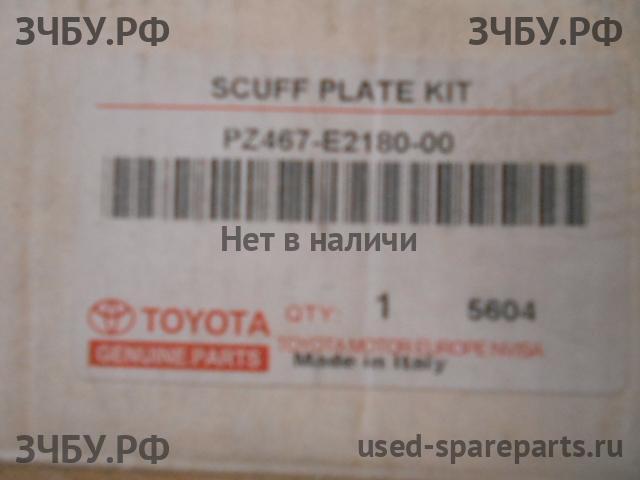 ЗЧБУ.РФ ЗЧБУ.РФ
SCUFF PLATE KIT
PZ467-E2180-00
Нет в наличи
TOYOTA QTY: 1 5604
GENUINE PARTS TOYOTA MOTOR EUROPE NV/SA
Made in Italy
ЗЧБУ.РФ used-spareparts.ru